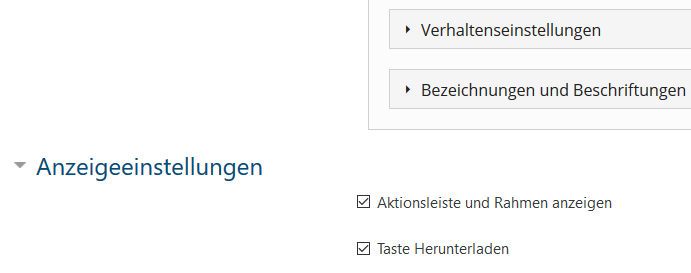 Verhaltenseinstellungen
Bezeichnungen und Beschriftungen
Anzeigeeinstellungen
Aktionsleiste und Rahmen anzeigen
Taste Herunterladen